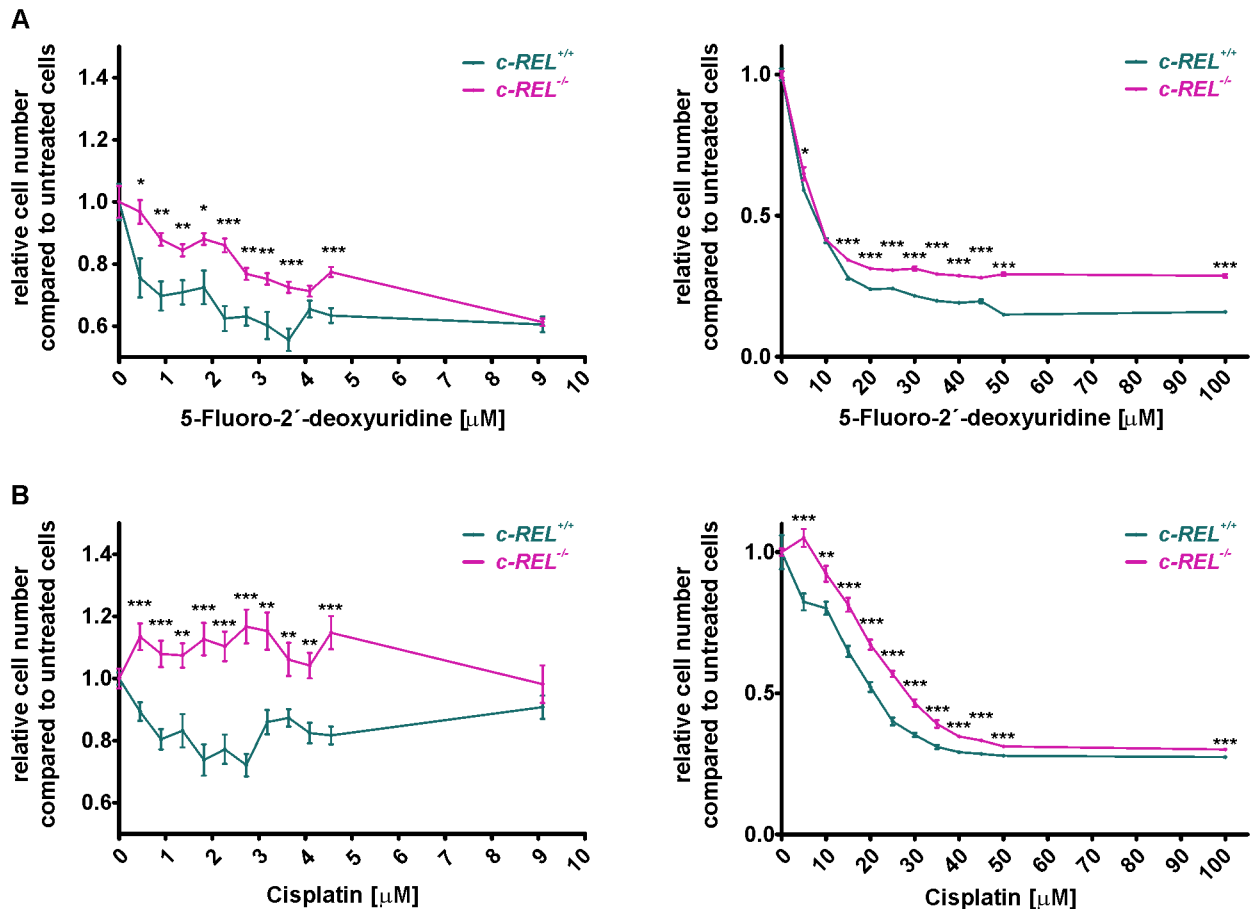 A
relative cell number
compared to untreated cells
1.4
1.2
1.0
0.8
0.6
c-REL+/+
c-REL-/-
*
**
**
*
***
**
**
***
***
0 1 2 3 4 5 6 7 8 9 10
5-Fluoro-2´-deoxyuridine [μM]
relative cell number
compared to untreated cells
1.0
0.5
0.0
c-REL+/+
c-REL-/-
*
***
***
***
***
***
***
***
***
***
0 10 20 30 40 50 60 70 80 90 100
5-Fluoro-2´-deoxyuridine [μM]
B
relative cell number
compared to untreated cells
1.4
1.2
1.0
0.8
0.6
c-REL+/+
c-REL-/-
***
***
**
***
***
***
**
**
**
***
0 1 2 3 4 5 6 7 8 9 10
Cisplatin [μM]
relative cell number
compared to untreated cells
1.0
0.5
0.0
c-REL+/+
c-REL-/-
***
**
***
***
***
***
***
***
***
***
***
0 10 20 30 40 50 60 70 80 90 100
Cisplatin [μM]